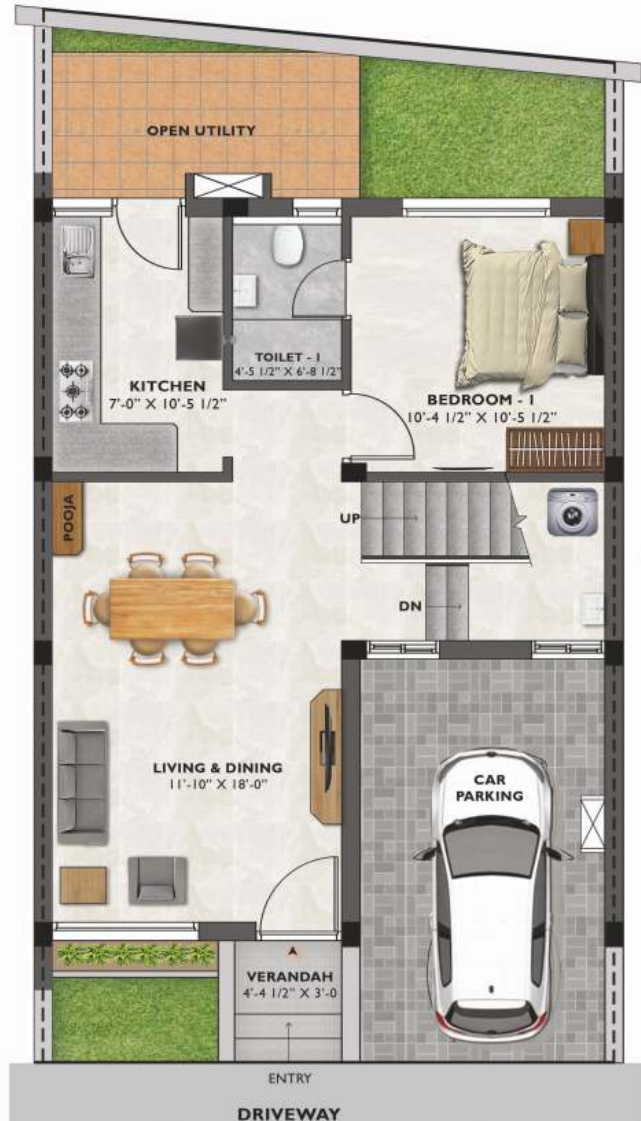 OPEN UTILITY
TOILET - 1
4'-5 1/2" X 6'-8 1/2"
KITCHEN
7'-0" X 10'-5 1/2"
BEDROOM - 1
10'-4 1/2" X 10'-5 1/2"
POOJA
UP
DN
LIVING & DINING
11'-10" X 18'-0"
CAR
PARKING
VERANDAH
4'-4 1/2" X 3'-0
ENTRY
DRIVEWAY